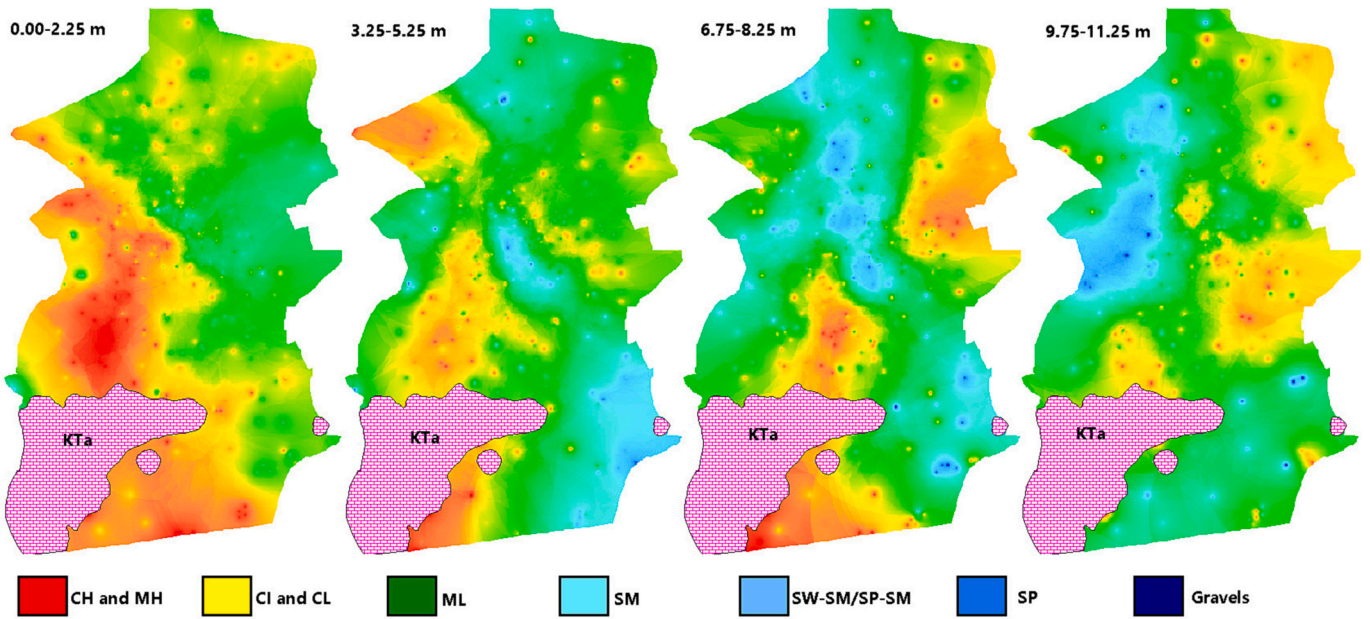 0.00-2.25 m
3.25-5.25 m
6.75-8.25 m
9.75-11.25 m
KTa
KTa
KTa
KTa
CH and MH
CI and CL
ML
SM
SW-SM/SP-SM
SP
Gravels